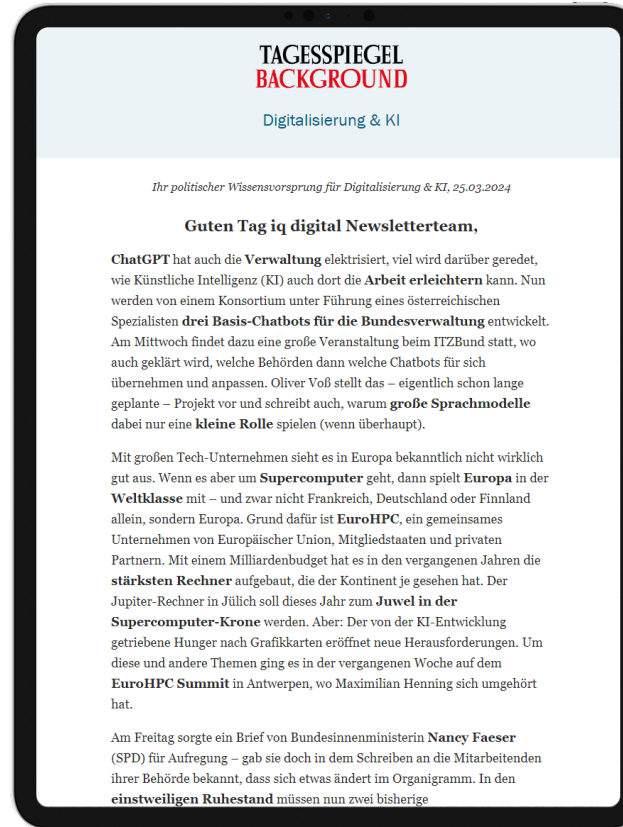 TAGESSPIEGEL
BACKGROUND
Digitalisierung & KI
Ihr politischer Wissensvorsprung für Digitalisierung & KI, 25.03.2024
Guten Tag iq digital Newsletterteam,
ChatGPT hat auch die Verwaltung elektrisiert, viel wird darüber geredet,
wie Künstliche Intelligenz (KI) auch dort die Arbeit erleichtern kann. Nun
werden von einem Konsortium unter Führung eines österreichischen
Spezialisten drei Basis-Chatbots für die Bundesverwaltung entwickelt.
Am Mittwoch findet dazu eine große Veranstaltung beim ITZBund statt, wo
auch geklärt wird, welche Behörden dann welche Chatbots für sich
übernehmen und anpassen. Oliver Voß stellt das – eigentlich schon lange
geplante – Projekt vor und schreibt auch, warum große Sprachmodelle
dabei nur eine kleine Rolle spielen (wenn überhaupt).
Mit großen Tech-Unternehmen sieht es in Europa bekanntlich nicht wirklich
gut aus. Wenn es aber um Supercomputer geht, dann spielt Europa in der
Weltklasse mit – und zwar nicht Frankreich, Deutschland oder Finnland
allein, sondern Europa. Grund dafür ist EuroHPC, ein gemeinsames
Unternehmen von Europäischer Union, Mitgliedstaaten und privaten
Partnern. Mit einem Milliardenbudget hat es in den vergangenen Jahren die
stärksten Rechner aufgebaut, die der Kontinent je gesehen hat. Der
Jupiter-Rechner in Jülich soll dieses Jahr zum Juwel in der
Supercomputer-Krone werden. Aber: Der von der KI-Entwicklung
getriebene Hunger nach Grafikkarten eröffnet neue Herausforderungen. Um
diese und andere Themen ging es in der vergangenen Woche auf dem
EuroHPC Summit in Antwerpen, wo Maximilian Henning sich umgehört
hat.
Am Freitag sorgte ein Brief von Bundesinnenministerin Nancy Faeser
(SPD) für Aufregung – gab sie doch in dem Schreiben an die Mitarbeitenden
ihrer Behörde bekannt, dass sich etwas ändert im Organigramm. In den
einstweiligen Ruhestand müssen nun zwei bisherige